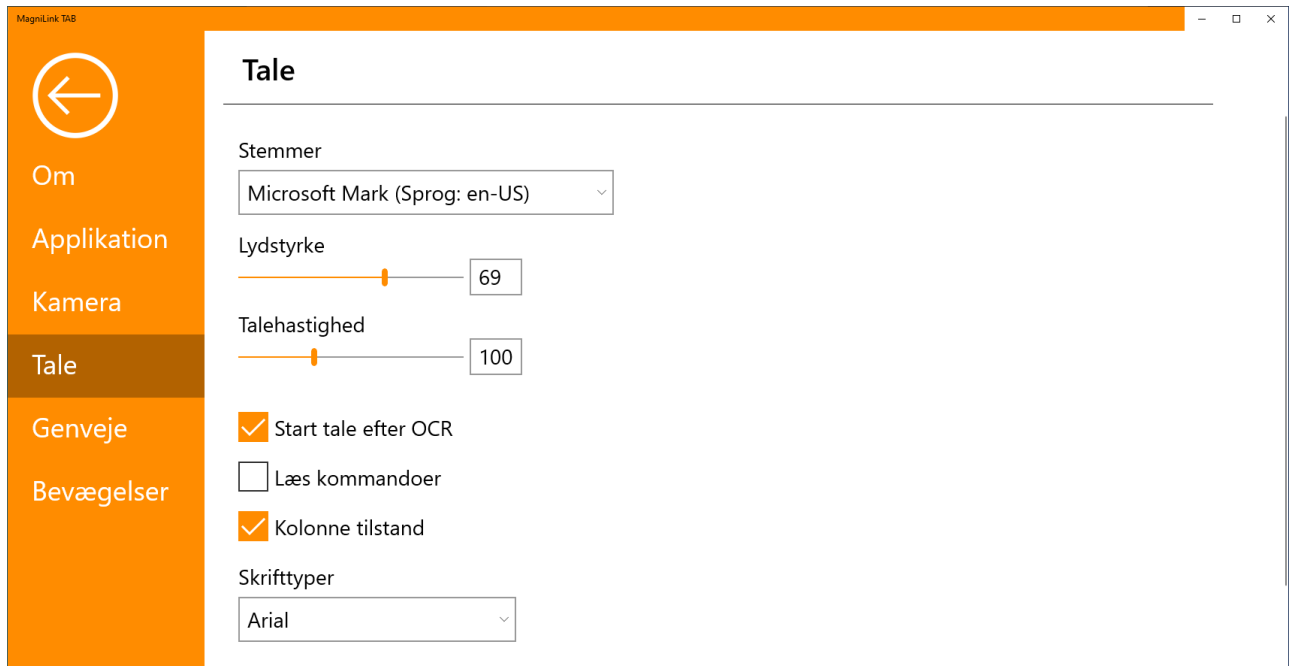 MagniLink TAB
Om
Applikation
Kamera
Tale
Genveje
Bevægelser
Tale
Stemmer
Microsoft Mark (Sprog: en-US)
Lydstyrke
69
Talehastighed
100
Start tale efter OCR
Læs kommandoer
Kolonne tilstand
Skrifttyper
Arial